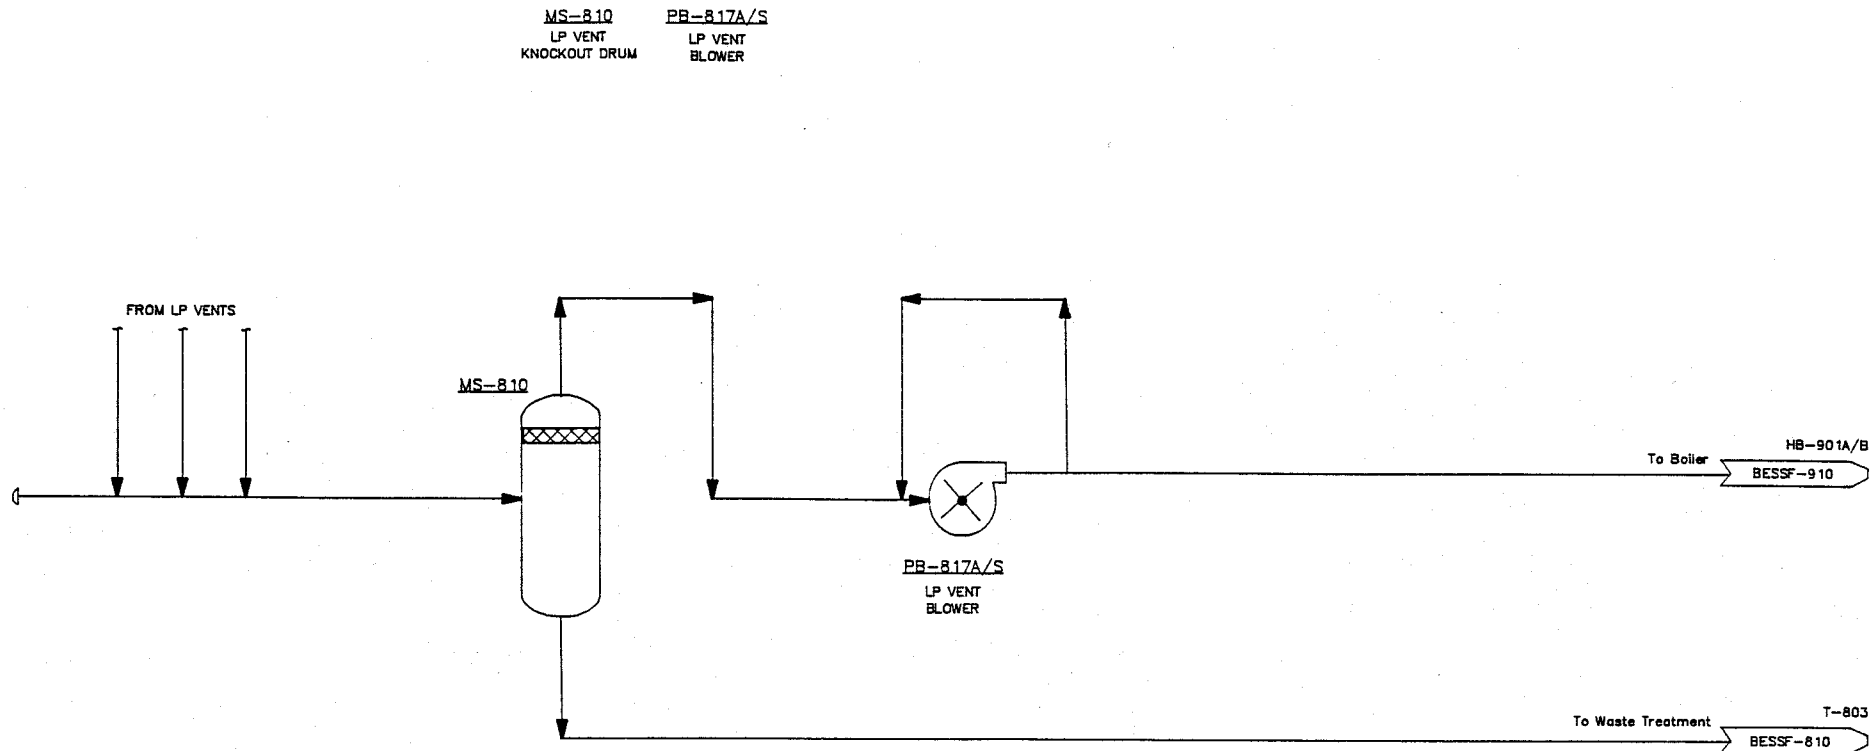 MS-810
LP VENT
KNOCKOUT DRUM
PB-817A/S
LP VENT
BLOWER
FROM LP VENTS
MS-810
PB-817A/S
LP VENT
BLOWER
To Boiler
HB-901A/B
BESSF-910
To Waste Treatment
T-803
BESSF-810